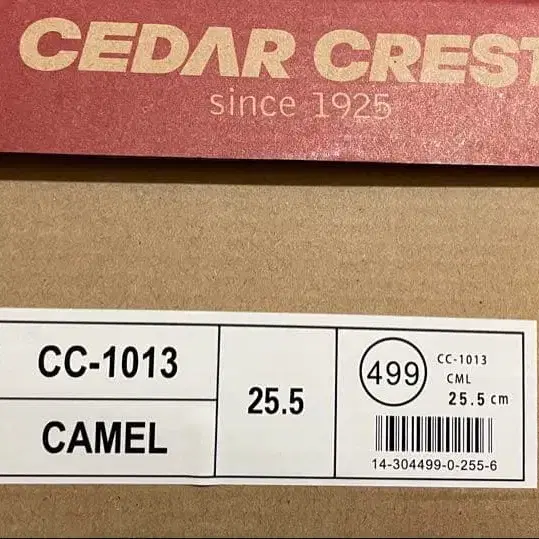 CEDAR CREST
since 1925
CC-1013
CAMEL
25.5
499
CC-1013
CML
25.5 cm
14-304499-0-255-6